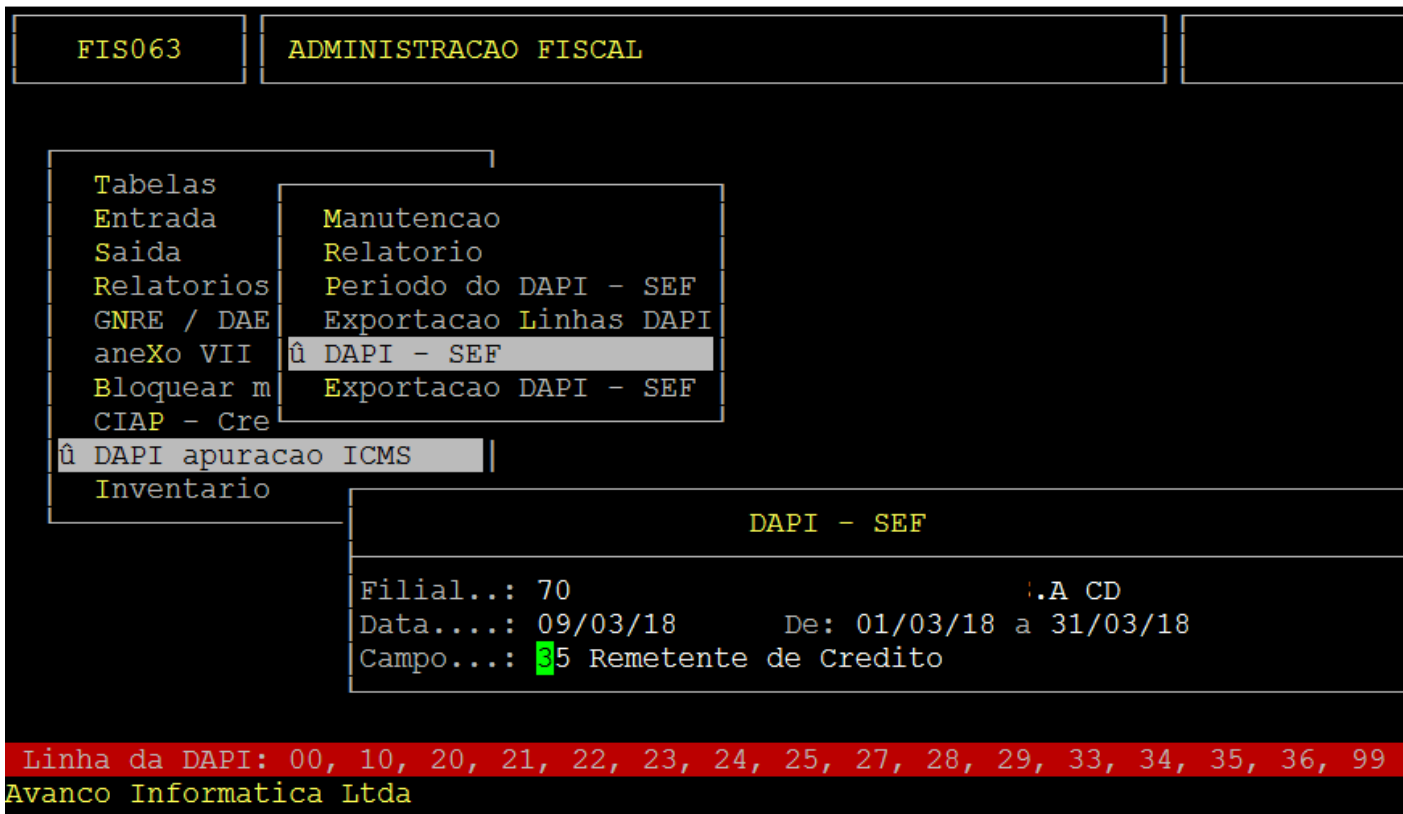 FIS063
ADMINISTRACAO FISCAL
Tabelas
Entrada
Saida
Relatorios
GNRE / DAE
aneXo VII
Bloquear m
CIAP - Cre
û DAPI apuracao ICMS
Inventario
Manutencao
Relatorio
Periodo do DAPI - SEF
Exportacao Linhas DAPI
û DAPI - SEF
Exportacao DAPI - SEF
DAPI - SEF
Filial..: 70 .A CD
Data....: 09/03/18 De: 01/03/18 a 31/03/18
Campo...: 35 Remetente de Credito
Linha da DAPI: 00, 10, 20, 21, 22, 23, 24, 25, 27, 28, 29, 33, 34, 35, 36, 99
Avanco Informatica Ltda